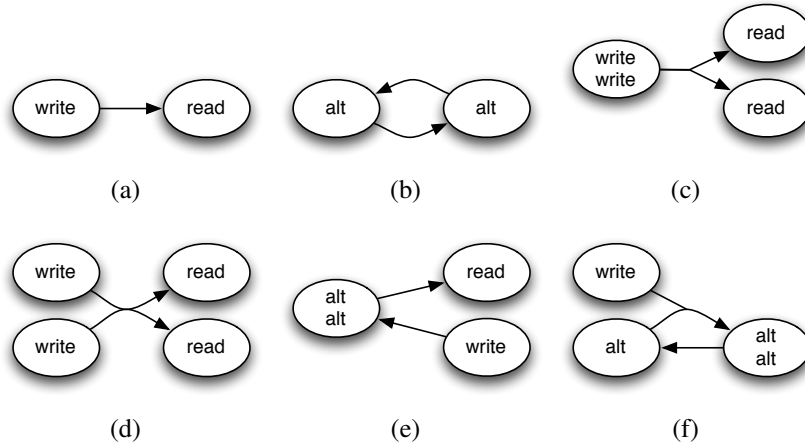 write
read
(a)
alt
alt
(b)
write
write
read
read
(c)
write
write
read
read
(d)
alt
alt
read
write
(e)
write
alt
alt
alt
(f)